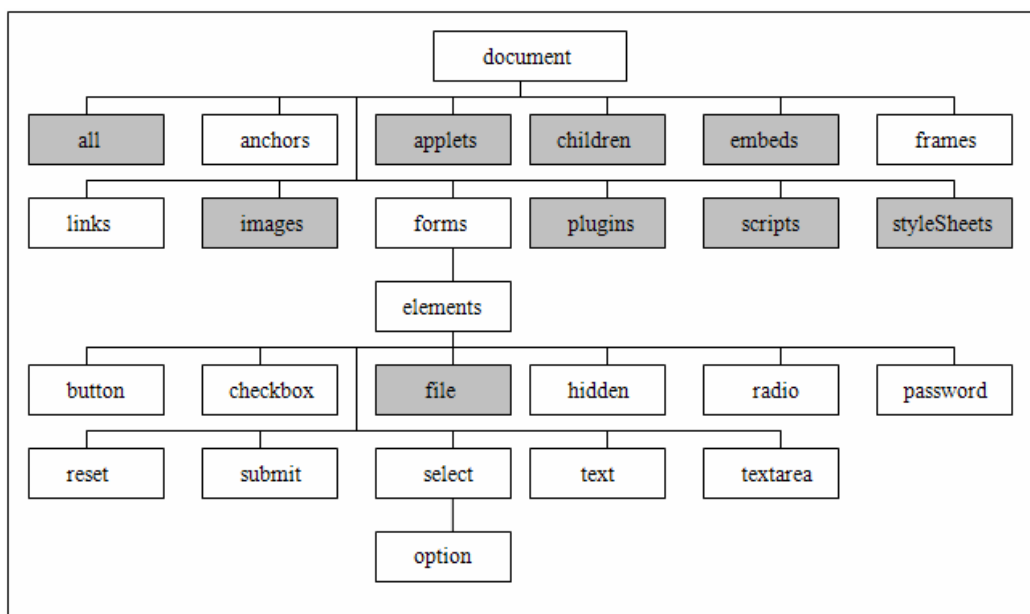 document
all anchors applets children embeds frames
links images forms plugins scripts styleSheets
elements
button checkbox file hidden radio password
reset submit select text textarea
option